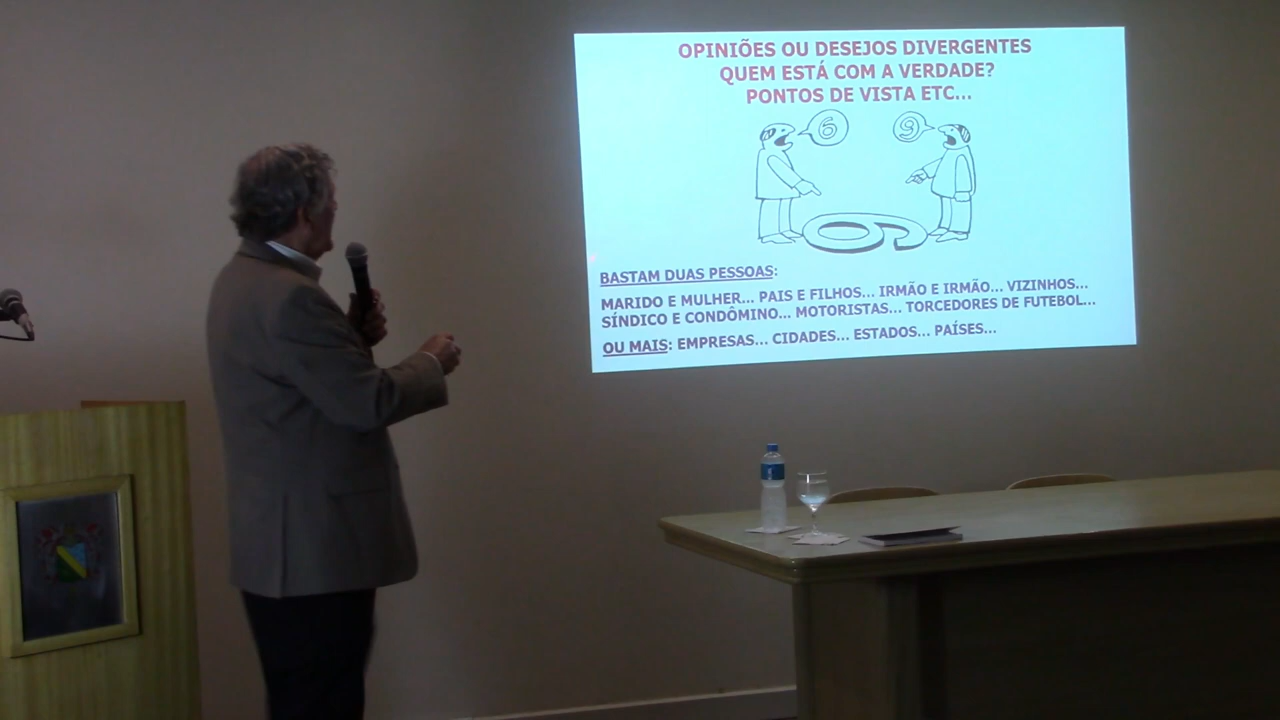 OPINIÕES OU DESEJOS DIVERGENTES
QUEM ESTÁ COM A VERDADE?
PONTOS DE VISTA ETC...
6
9
BASTAM DUAS PESSOAS:
MARIDO E MULHER... PAIS E FILHOS... IRMÃO E IRMÃO... VIZINHOS...
SÍNDICO E CONDÔMINO... MOTORISTAS... TORCEDORES DE FUTEBOL...
OU MAIS: EMPRESAS... CIDADES... ESTADOS... PAÍSES...